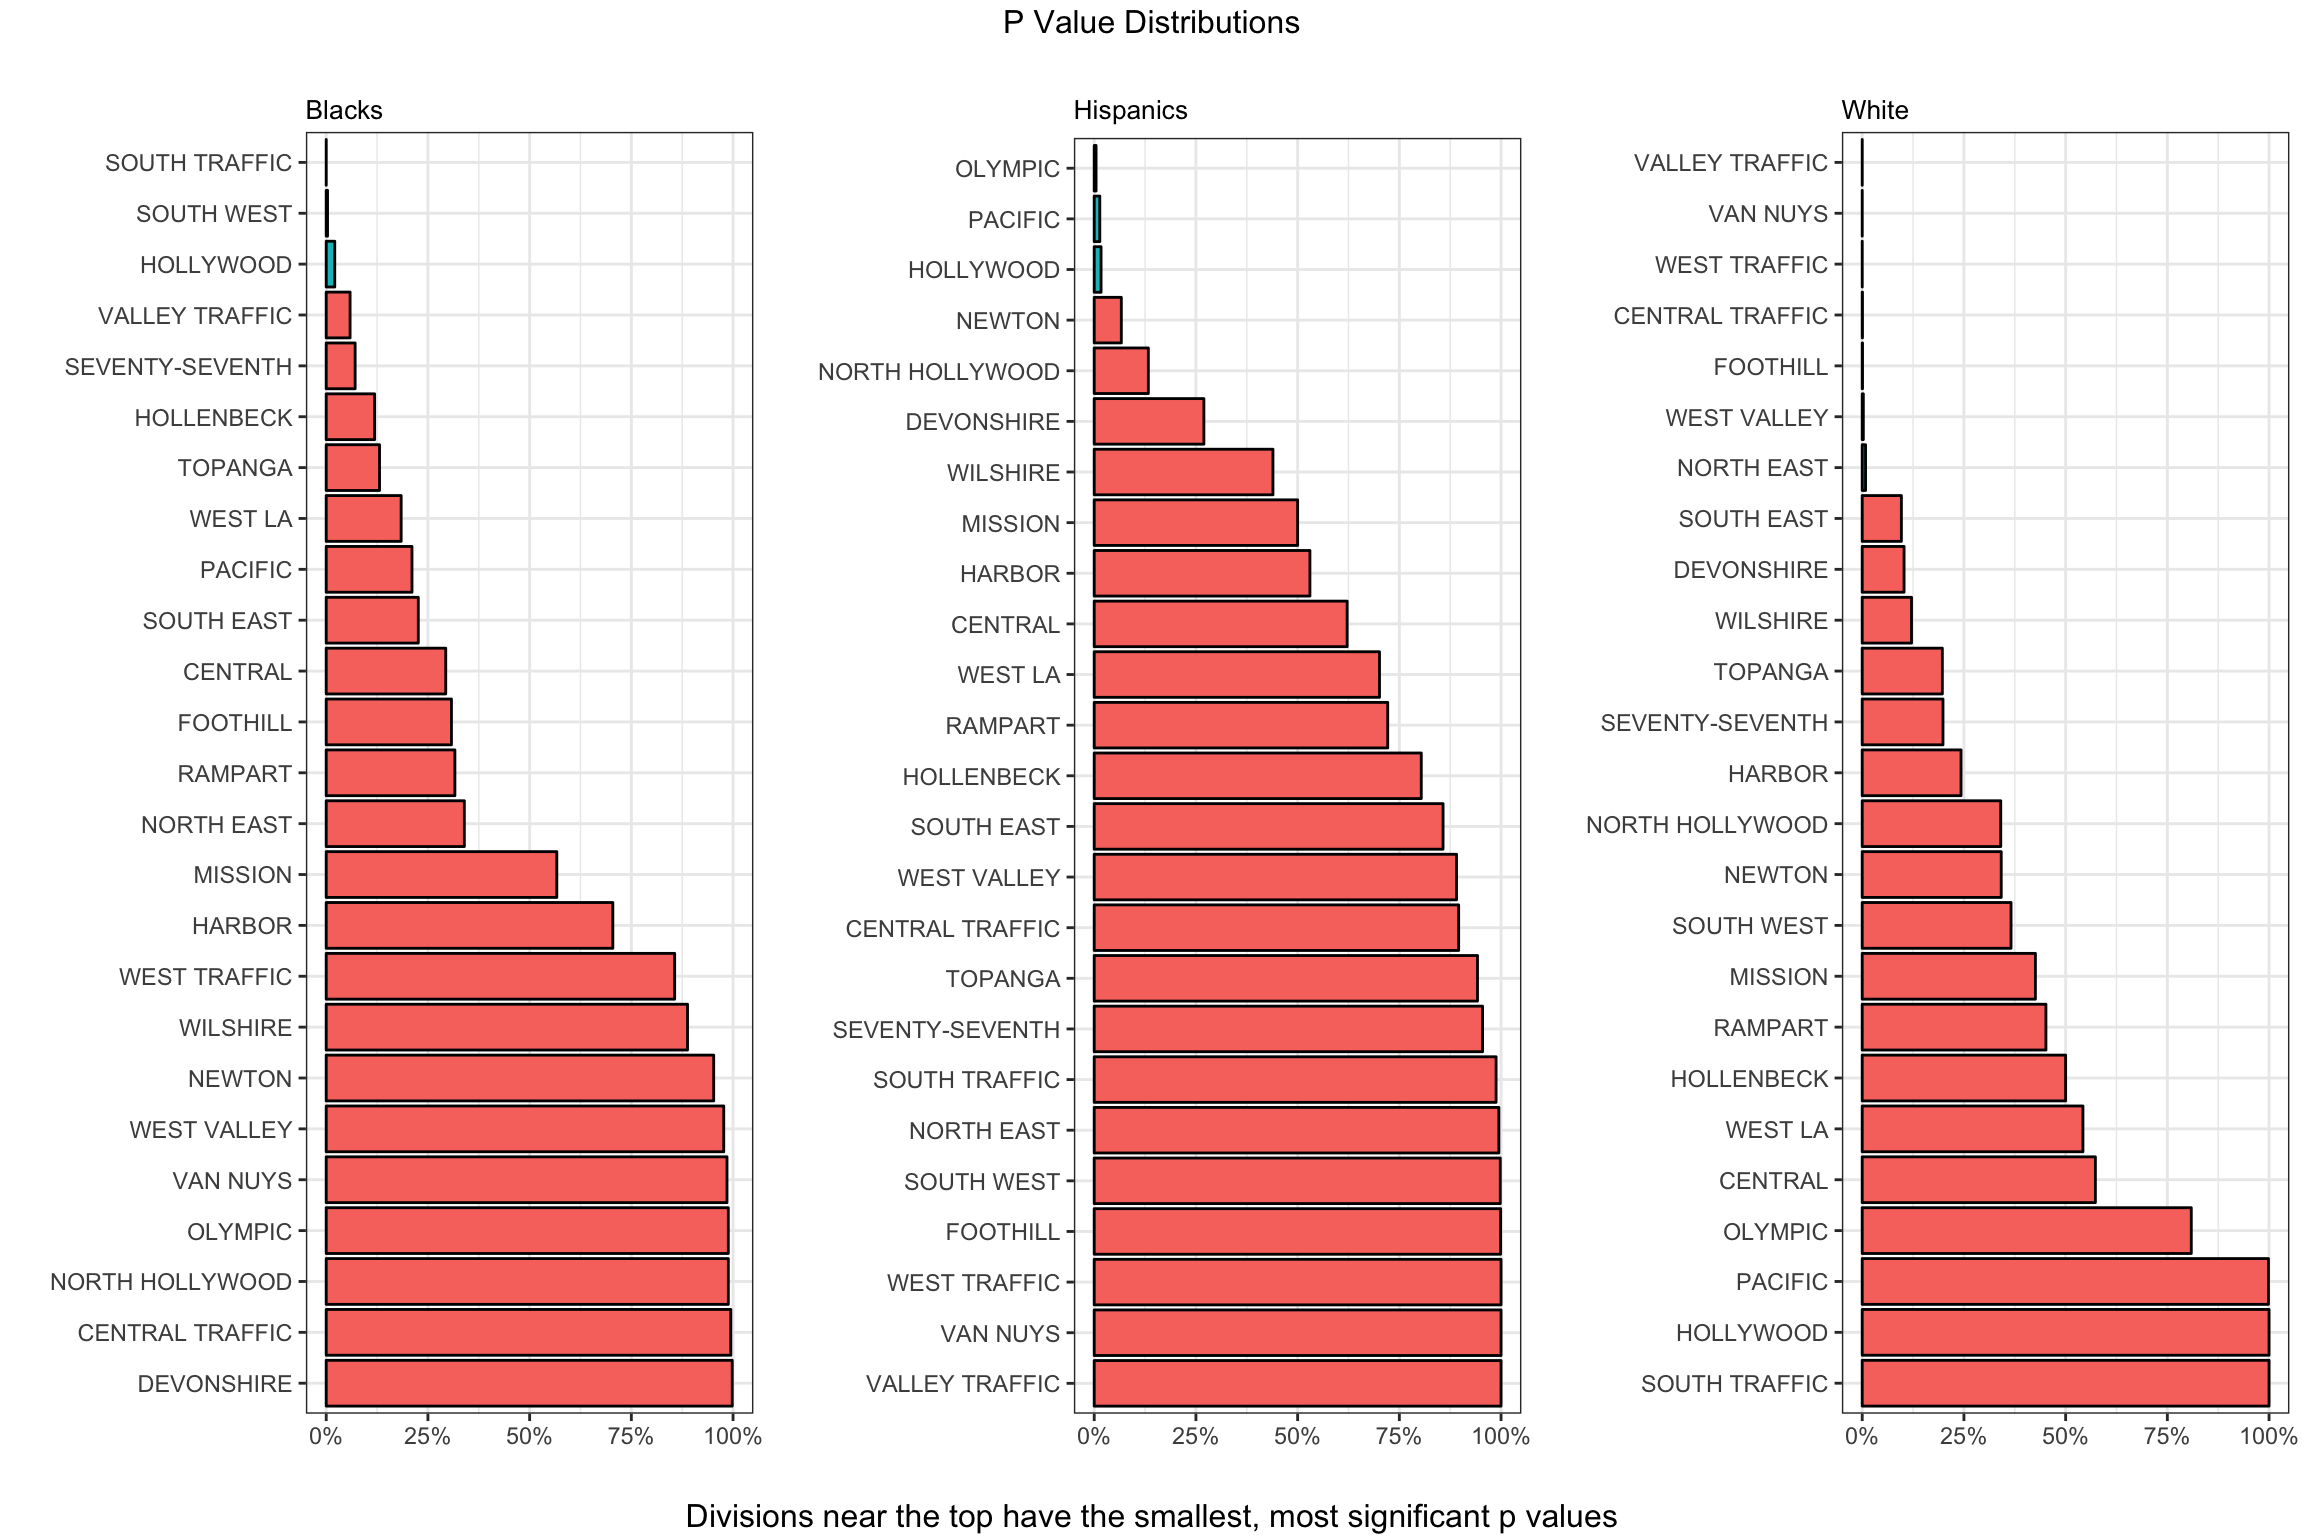 P Value Distributions
Blacks
SOUTH TRAFFIC
SOUTH WEST
HOLLYWOOD
VALLEY TRAFFIC
SEVENTY-SEVENTH
HOLLENBECK
TOPANGA
WEST LA
PACIFIC
SOUTH EAST
CENTRAL
FOOTHILL
RAMPART
NORTH EAST
MISSION
HARBOR
WEST TRAFFIC
WILSHIRE
NEWTON
WEST VALLEY
VAN NUYS
OLYMPIC
NORTH HOLLYWOOD
CENTRAL TRAFFIC
DEVONSHIRE
0% 25% 50% 75% 100%
Hispanics
OLYMPIC
PACIFIC
HOLLYWOOD
NEWTON
NORTH HOLLYWOOD
DEVONSHIRE
WILSHIRE
MISSION
HARBOR
CENTRAL
WEST LA
RAMPART
HOLLENBECK
SOUTH EAST
WEST VALLEY
CENTRAL TRAFFIC
TOPANGA
SEVENTY-SEVENTH
SOUTH TRAFFIC
NORTH EAST
SOUTH WEST
FOOTHILL
WEST TRAFFIC
VAN NUYS
VALLEY TRAFFIC
0% 25% 50% 75% 100%
White
VALLEY TRAFFIC
VAN NUYS
WEST TRAFFIC
CENTRAL TRAFFIC
FOOTHILL
WEST VALLEY
NORTH EAST
SOUTH EAST
DEVONSHIRE
WILSHIRE
TOPANGA
SEVENTY-SEVENTH
HARBOR
NORTH HOLLYWOOD
NEWTON
SOUTH WEST
MISSION
RAMPART
HOLLENBECK
WEST LA
CENTRAL
OLYMPIC
PACIFIC
HOLLYWOOD
SOUTH TRAFFIC
0% 25% 50% 75% 100%
Divisions near the top have the smallest, most significant p values